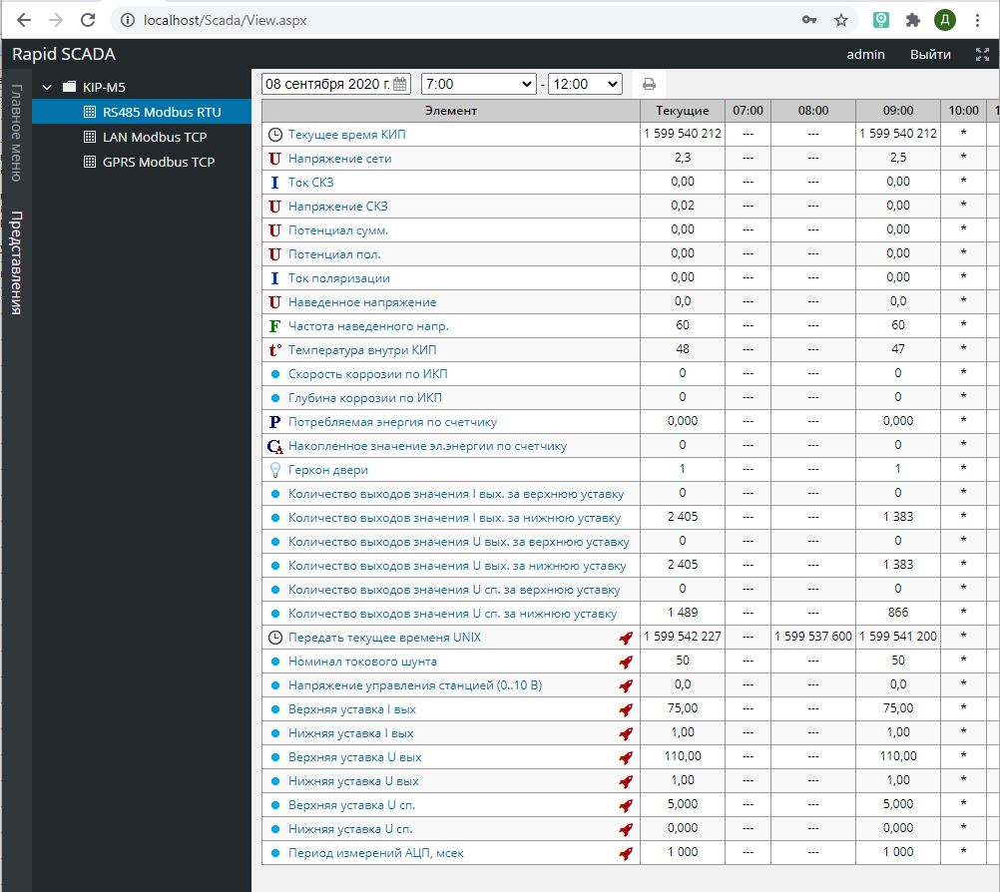 localhost/Scada/View.aspx
Д
Rapid SCADA
admin Выйти
Главное меню
Представления
KIP-M5
RS485 Modbus RTU
LAN Modbus TCP
GPRS Modbus TCP
08 сентября 2020 г. 7:00 - 12:00
Элемент Текущие 07:00 08:00 09:00 10:00 1
Текущее время КИП 1 599 540 212 --- --- 1 599 540 212 *
U Напряжение сети 2,3 --- --- 2,5 *
I Ток СКЗ 0,00 --- --- 0,00 *
U Напряжение СКЗ 0,02 --- --- 0,00 *
U Потенциал сумм. 0,00 --- --- 0,00 *
U Потенциал пол. 0,00 --- --- 0,00 *
I Ток поляризации 0,00 --- --- 0,00 *
U Наведенное напряжение 0,0 --- --- 0,0 *
F Частота наведенного напр. 60 --- --- 60 *
t° Температура внутри КИП 48 --- --- 47 *
Скорость коррозии по ИКП 0 --- --- 0 *
Глубина коррозии по ИКП 0 --- --- 0 *
P Потребляемая энергия по счетчику 0,000 --- --- 0,000 *
CA Накопленное значение эл.энергии по счетчику 0 --- --- 0 *
Геркон двери 1 --- --- 1 *
Количество выходов значения I вых. за верхнюю уставку 0 --- --- 0 *
Количество выходов значения I вых. за нижнюю уставку 2 405 --- --- 1 383 *
Количество выходов значения U вых. за верхнюю уставку 0 --- --- 0 *
Количество выходов значения U вых. за нижнюю уставку 2 405 --- --- 1 383 *
Количество выходов значения U сп. за верхнюю уставку 0 --- --- 0 *
Количество выходов значения U сп. за нижнюю уставку 1 489 --- --- 866 *
Передать текущее временя UNIX 1 599 542 227 --- 1 599 537 600 1 599 541 200 *
Номинал токового шунта 50 --- --- 50 *
Напряжение управления станцией (0..10 В) 0,0 --- --- 0,0 *
Верхняя уставка I вых 75,00 --- --- 75,00 *
Нижняя уставка I вых 1,00 --- --- 1,00 *
Верхняя уставка U вых 110,00 --- --- 110,00 *
Нижняя уставка U вых 1,00 --- --- 1,00 *
Верхняя уставка U сп. 5,000 --- --- 5,000 *
Нижняя уставка U сп. 0,000 --- --- 0,000 *
Период измерений АЦП, мсек 1 000 --- --- 1 000 *